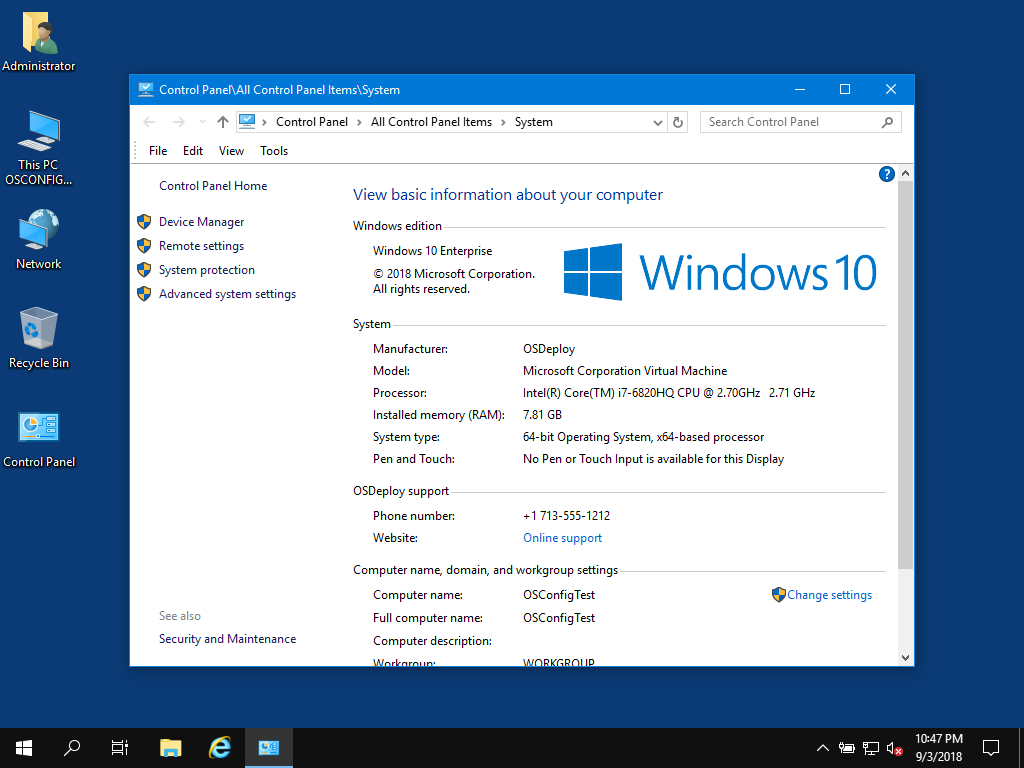 Administrator
This PC
OSCONFIG...
Network
Recycle Bin
Control Panel
Control Panel\All Control Panel Items\System
Control Panel > All Control Panel Items > System
Search Control Panel
File Edit View Tools
Control Panel Home
Device Manager
Remote settings
System protection
Advanced system settings
See also
Security and Maintenance
?
View basic information about your computer
Windows edition
Windows 10 Enterprise
© 2018 Microsoft Corporation.
All rights reserved.
Windows 10
System
Manufacturer: OSDeploy
Model: Microsoft Corporation Virtual Machine
Processor: Intel(R) Core(TM) i7-6820HQ CPU @ 2.70GHz 2.71 GHz
Installed memory (RAM): 7.81 GB
System type: 64-bit Operating System, x64-based processor
Pen and Touch: No Pen or Touch Input is available for this Display
OSDeploy support
Phone number: +1 713-555-1212
Website: Online support
Computer name, domain, and workgroup settings
Computer name: OSConfigTest
Change settings
Full computer name: OSConfigTest
Computer description:
Workgroup: WORKGROUP
10:47 PM
9/3/2018